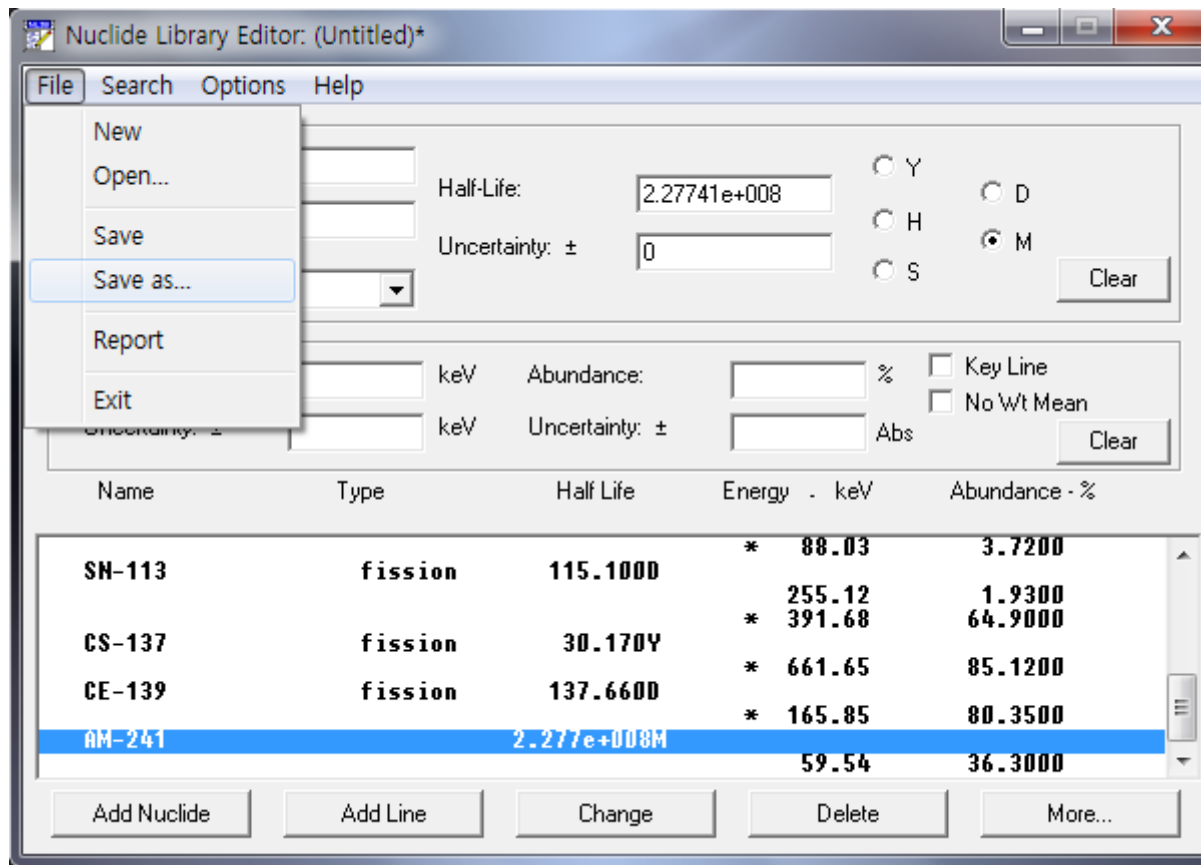 Nuclide Library Editor: (Untitled)*
File Search Options Help
New
Open...
Save
Save as...
Report
Exit
Half-Life: 2.27741e+008
Uncertainty: ± 0
Y
H
S
D
M
Clear
keV Abundance: %
Key Line
No Wt Mean
Uncertainty: ± keV Uncertainty: ± Abs
Clear
Name Type Half Life Energy - keV Abundance - %
* 88.03 3.7200
SN-113 fission 115.100D
255.12 1.9300
* 391.68 64.9000
CS-137 fission 30.170Y
* 661.65 85.1200
CE-139 fission 137.660D
* 165.85 80.3500
AM-241 2.277e+008M
59.54 36.3000
Add Nuclide Add Line Change Delete More...